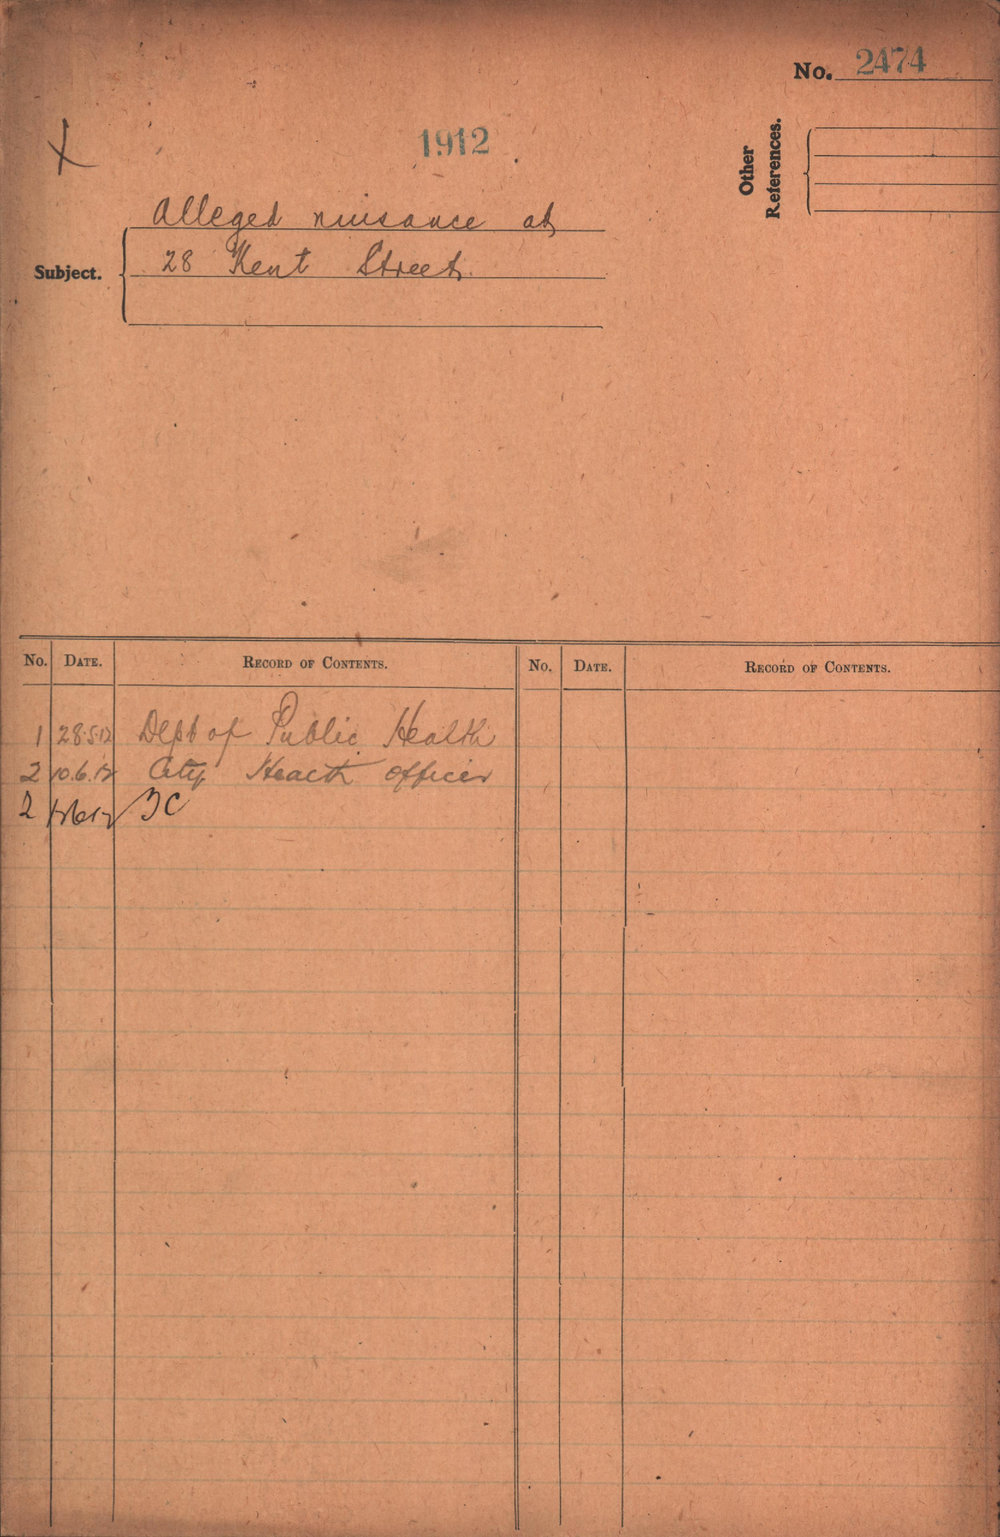 No. 2474
1912
Other
References.
Alleged nuisance at
Subject.
28 Kent Street.
No. DATE. RECORD OF CONTENTS. No. DATE. RECORD OF CONTENTS.
1 28.5.12 Dept of Public Health
2 10.6.12 City Health Officer
2